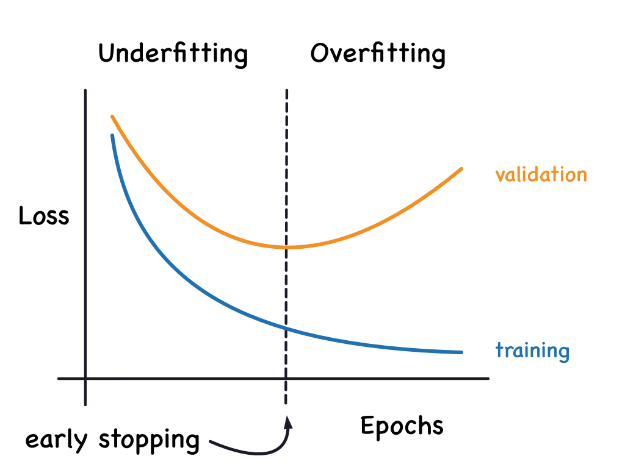 Underfitting
Overfitting
validation
Loss
training
Epochs
early stopping